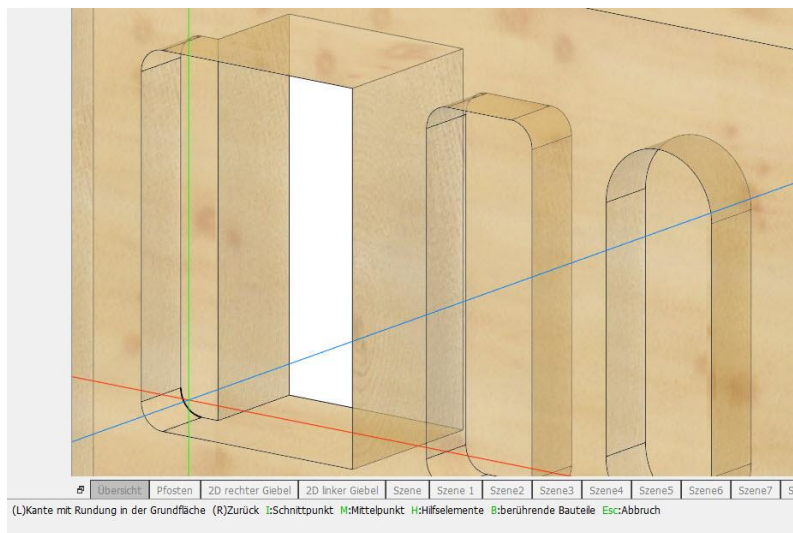 Übersicht Pfosten 2D rechter Giebel 2D linker Giebel Szene Szene 1 Szene2 Szene3 Szene4 Szene5 Szene6 Szene7 S
(L)Kante mit Rundung in der Grundfläche (R)Zurück I:Schnittpunkt M:Mittelpunkt H:Hilfselemente B:berührende Bauteile Esc:Abbruch